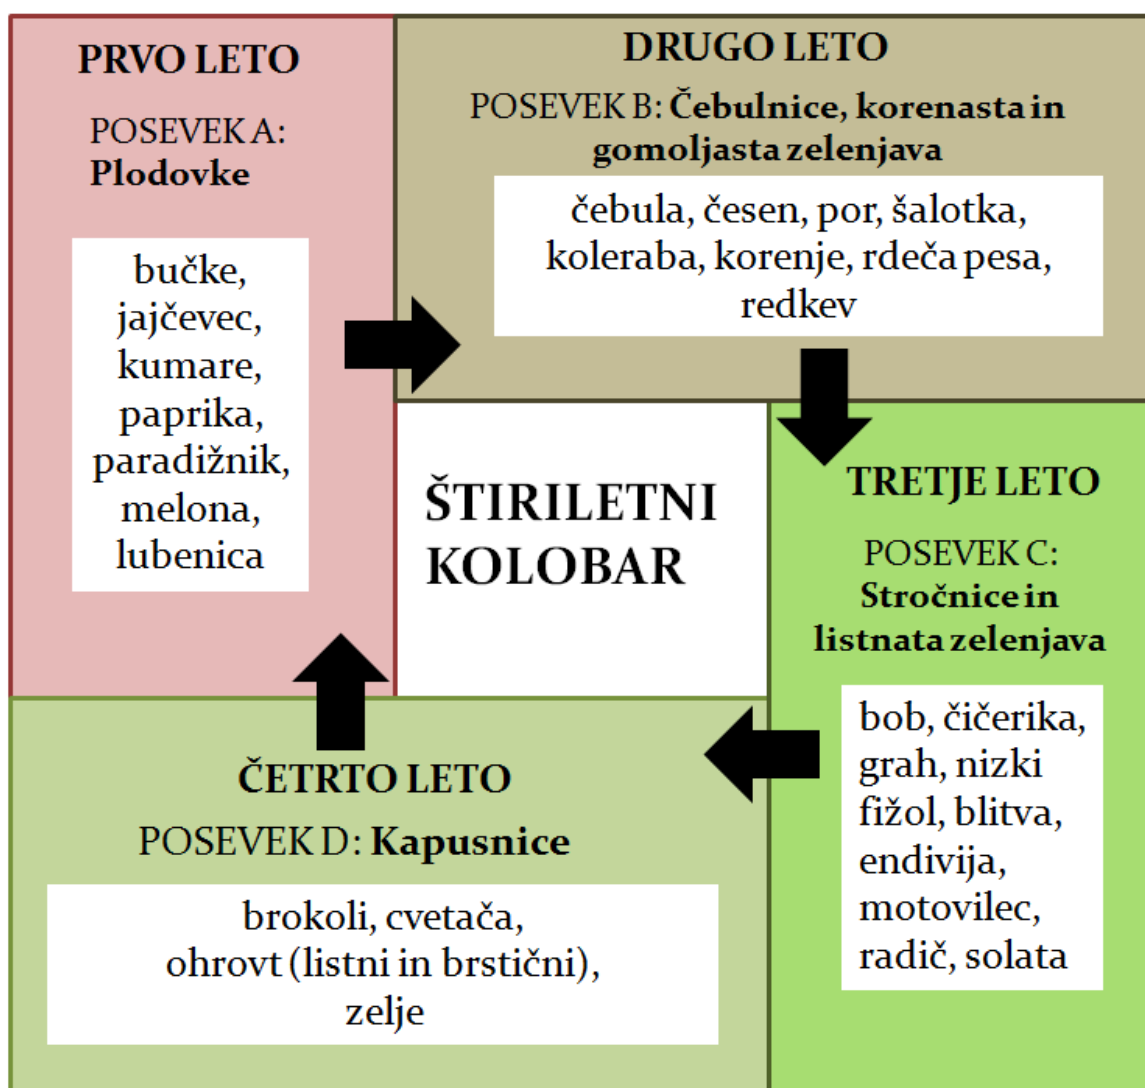 PRVO LETO
POSEVEK A:
Plodovke
bučke,
jajčevec,
kumare,
paprika,
paradižnik,
melona,
lubenica
DRUGO LETO
POSEVEK B: Čebulnice, korenasta in
gomoljasta zelenjava
čebula, česen, por, šalotka,
koleraba, korenje, rdeča pesa,
redkev
ŠTIRILETNI
KOLOBAR
TRETJE LETO
POSEVEK C:
Stročnice in
listnata zelenjava
bob, čičerika,
grah, nizki
fižol, blitva,
endivija,
motovilec,
radič, solata
ČETRTO LETO
POSEVEK D: Kapusnice
brokoli, cvetača,
ohrovt (listni in brstični),
zelje